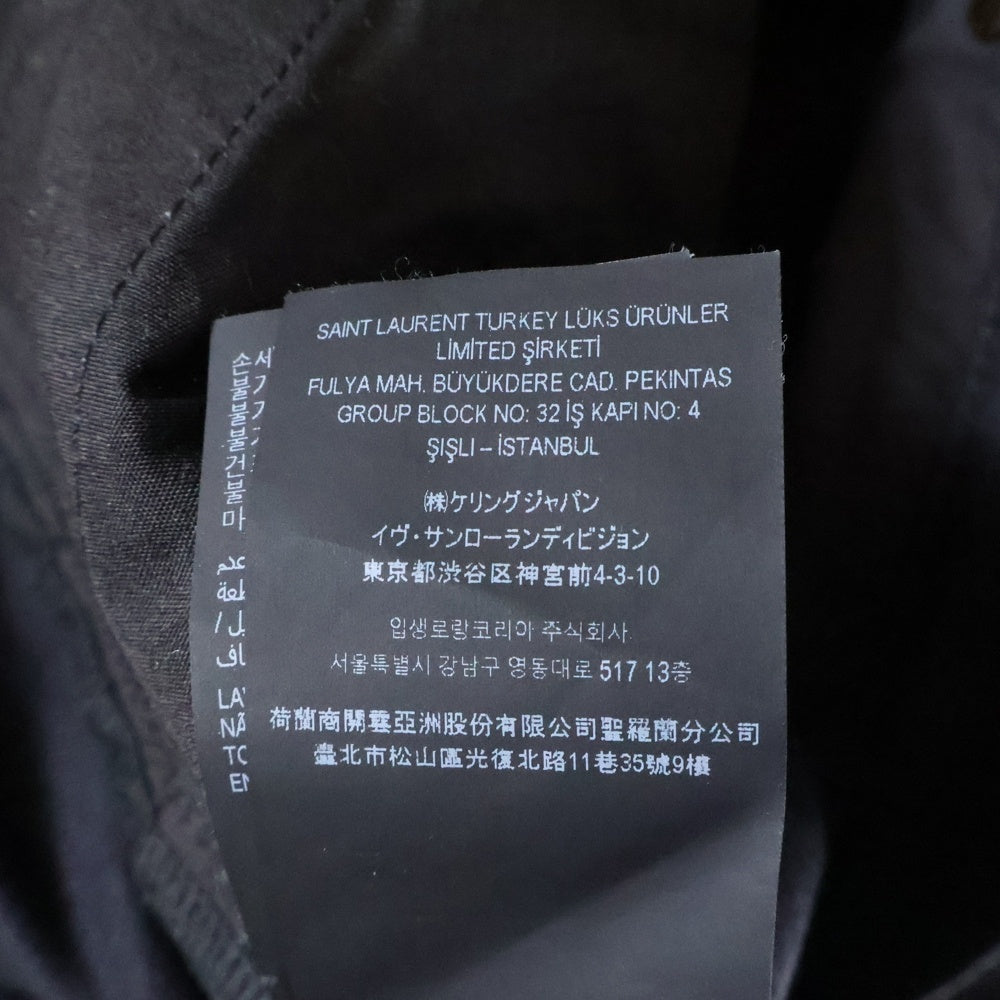 SAINT LAURENT TURKEY LÜKS ÜRÜNLER
LİMİTED ŞİRKETİ
FULYA MAH. BÜYÜKDERE CAD. PEKINTAS
GROUP BLOCK NO: 32 İŞ KAPI NO: 4
ŞIŞLI – İSTANBUL
㈱ケリングジャパン
イヴ・サンローランディビジョン
東京都渋谷区神宮前4-3-10
입생로랑코리아 주식회사
서울특별시 강남구 영동대로 517 13층
荷蘭商開雲亞洲股份有限公司聖羅蘭分公司
臺北市松山區光復北路11巷35號9樓